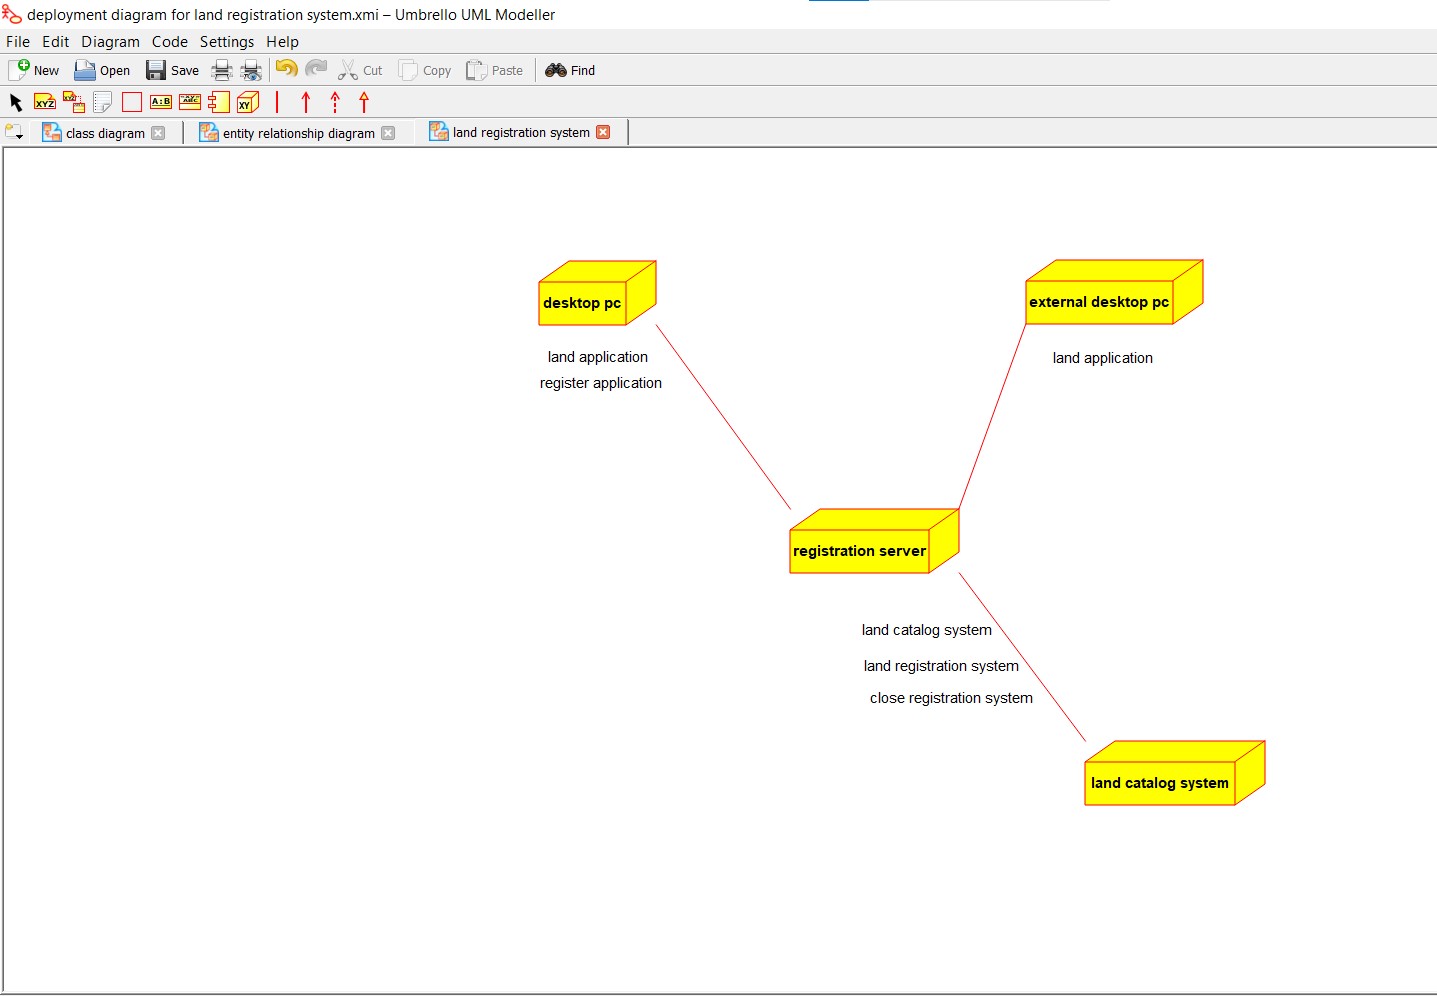 deployment diagram for land registration system.xmi – Umbrello UML Modeller
File Edit Diagram Code Settings Help
New Open Save Cut Copy Paste Find
XYZ XYZ A:B ABC XY
class diagram entity relationship diagram land registration system
desktop pc
external desktop pc
land application
land application
register application
registration server
land catalog system
land registration system
close registration system
land catalog system